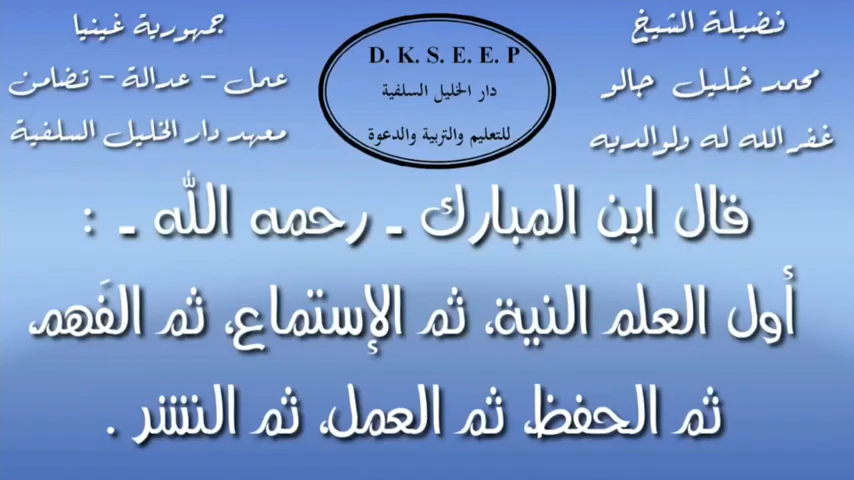 فضيلة الشيخ
محمد خليل جالو
غفر الله له ولوالديه
D. K. S. E. E. P
دار الخليل السلفية
للتعليم والتربية والدعوة
جمهورية غينيا
عمل - عدالة - تضامن
معهد دار الخليل السلفية
قال ابن المبارك ـ رحمه الله ـ :
أول العلم النية، ثم الإستماع، ثم الفَهم،
ثم الحفظ، ثم العمل، ثم النشر .